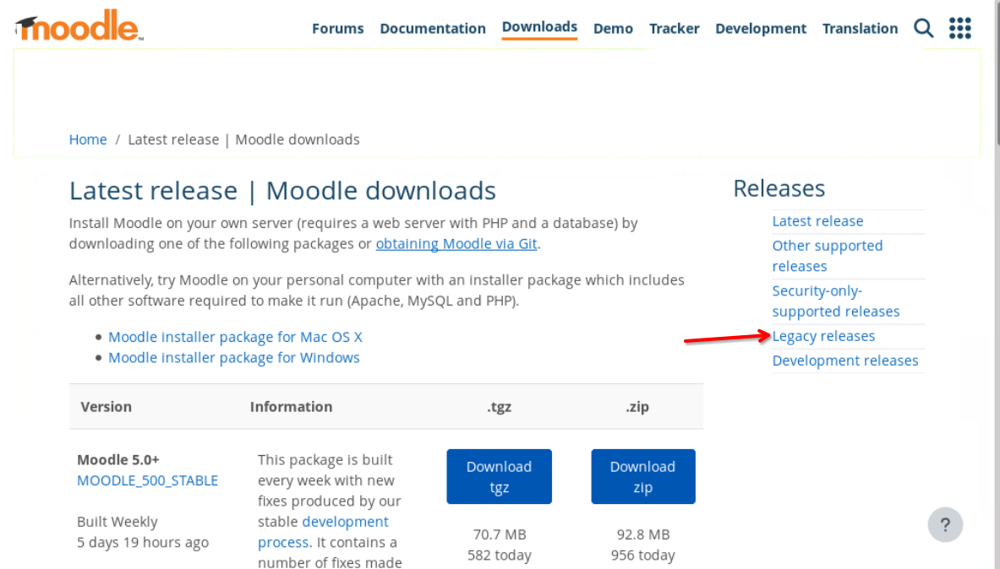 moodle™
Forums Documentation Downloads Demo Tracker Development Translation
Home / Latest release | Moodle downloads
Latest release | Moodle downloads
Install Moodle on your own server (requires a web server with PHP and a database) by
downloading one of the following packages or obtaining Moodle via Git.
Alternatively, try Moodle on your personal computer with an installer package which includes
all other software required to make it run (Apache, MySQL and PHP).
• Moodle installer package for Mac OS X
• Moodle installer package for Windows
Version Information .tgz .zip
Moodle 5.0+
MOODLE_500_STABLE
Built Weekly
5 days 19 hours ago
This package is built
every week with new
fixes produced by our
stable development
process. It contains a
number of fixes made
Download
tgz
70.7 MB
582 today
Download
zip
92.8 MB
956 today
Releases
Latest release
Other supported
releases
Security-only-
supported releases
Legacy releases
Development releases
?